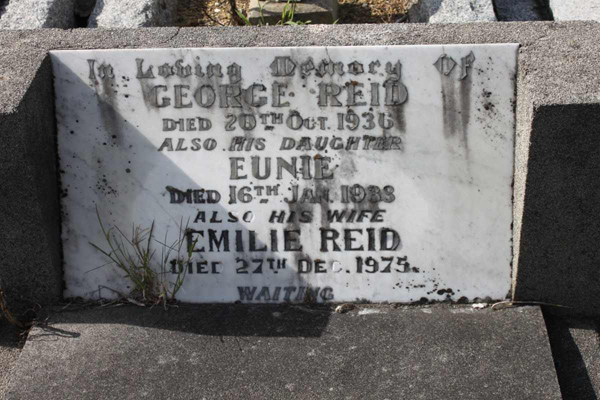 In Loving Memory Of
GEORGE REID
DIED 20TH OCT. 1936
ALSO HIS DAUGHTER
EUNIE
DIED 16TH JAN. 1938
ALSO HIS WIFE
EMILIE REID
DIED 27TH DEC. 1975.
WAITING